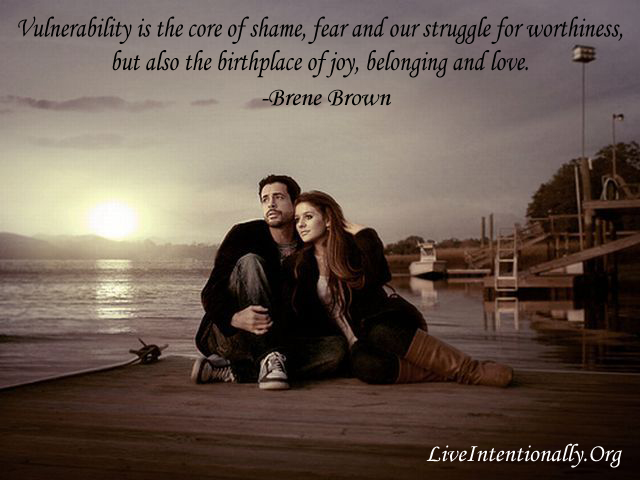 Vulnerability is the core of shame, fear and our struggle for worthiness,
but also the birthplace of joy, belonging and love.
-Brene Brown
LiveIntentionally.Org